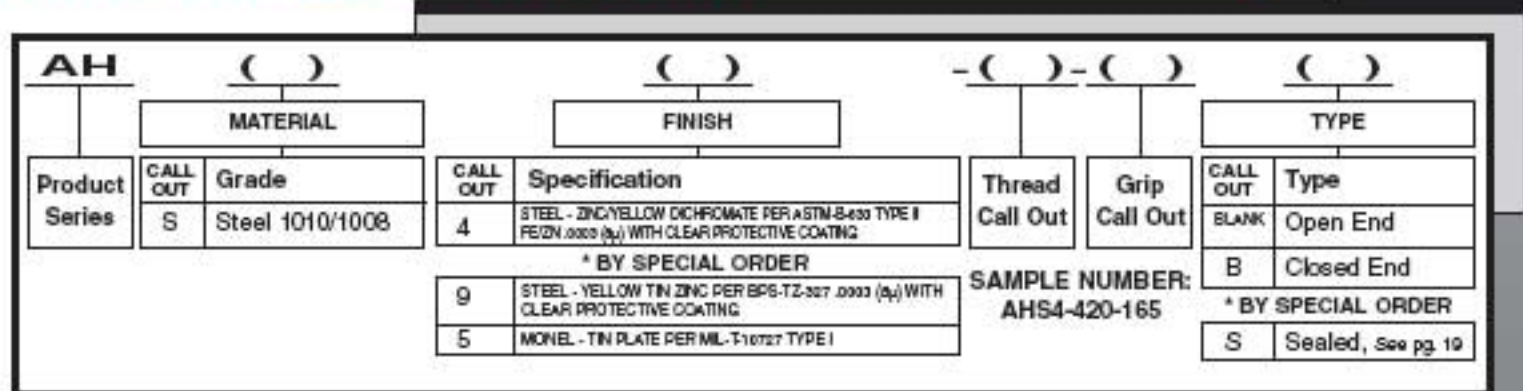 AH ( ) ( ) -( )-( ) ( )
MATERIAL
FINISH
TYPE
Product Series
CALL OUT Grade
S Steel 1010/1008
CALL OUT Specification
4 STEEL - ZINC/YELLOW DICHROMATE PER ASTM-B-633 TYPE II
FE/ZN .0003 (8µ) WITH CLEAR PROTECTIVE COATING
* BY SPECIAL ORDER
9 STEEL - YELLOW TIN ZINC PER BPS-TZ-327 .0003 (8µ) WITH
CLEAR PROTECTIVE COATING
5 MONEL - TIN PLATE PER MIL-T-10727 TYPE I
Thread Call Out
Grip Call Out
SAMPLE NUMBER:
AHS4-420-165
CALL OUT Type
BLANK Open End
B Closed End
* BY SPECIAL ORDER
S Sealed, See pg. 19